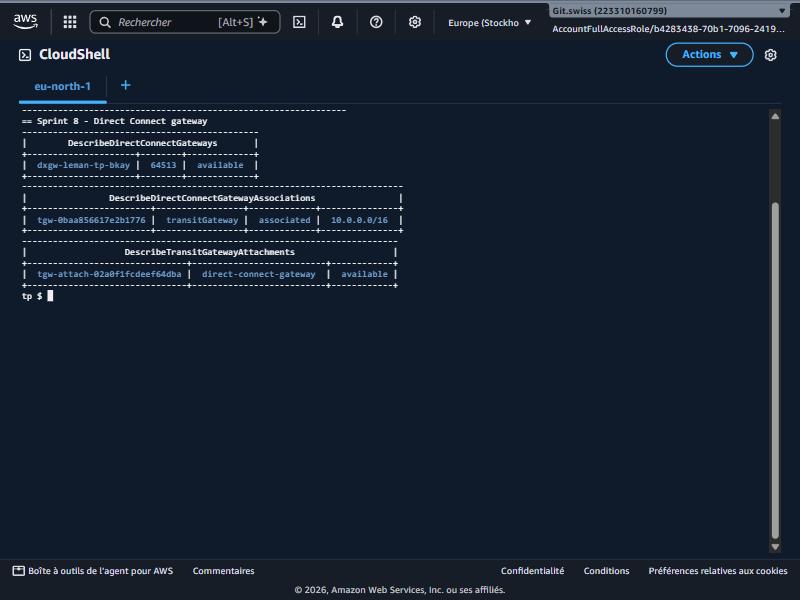 aws
Rechercher [Alt+S]
Europe (Stockho
Git.swiss (223310160799)
AccountFullAccessRole/b4283438-70b1-7096-2419...
CloudShell
Actions
eu-north-1
+
----------------------------------------------------------------
== Sprint 8 - Direct Connect gateway
----------------------------------------------
| DescribeDirectConnectGateways |
+---------------------+--------+-------------+
| dxgw-leman-tp-bkay | 64513 | available |
+---------------------+--------+-------------+
--------------------------------------------------------------------------
| DescribeDirectConnectGatewayAssociations |
+------------------------+-----------------+-------------+---------------+
| tgw-0baa856617e2b1776 | transitGateway | associated | 10.0.0.0/16 |
+------------------------+-----------------+-------------+---------------+
-------------------------------------------------------------------------
| DescribeTransitGatewayAttachments |
+-------------------------------+--------------------------+------------+
| tgw-attach-02a0f1fcdeef64dba | direct-connect-gateway | available |
+-------------------------------+--------------------------+------------+
tp $
Boîte à outils de l'agent pour AWS Commentaires Confidentialité Conditions Préférences relatives aux cookies
© 2026, Amazon Web Services, Inc. ou ses affiliés.